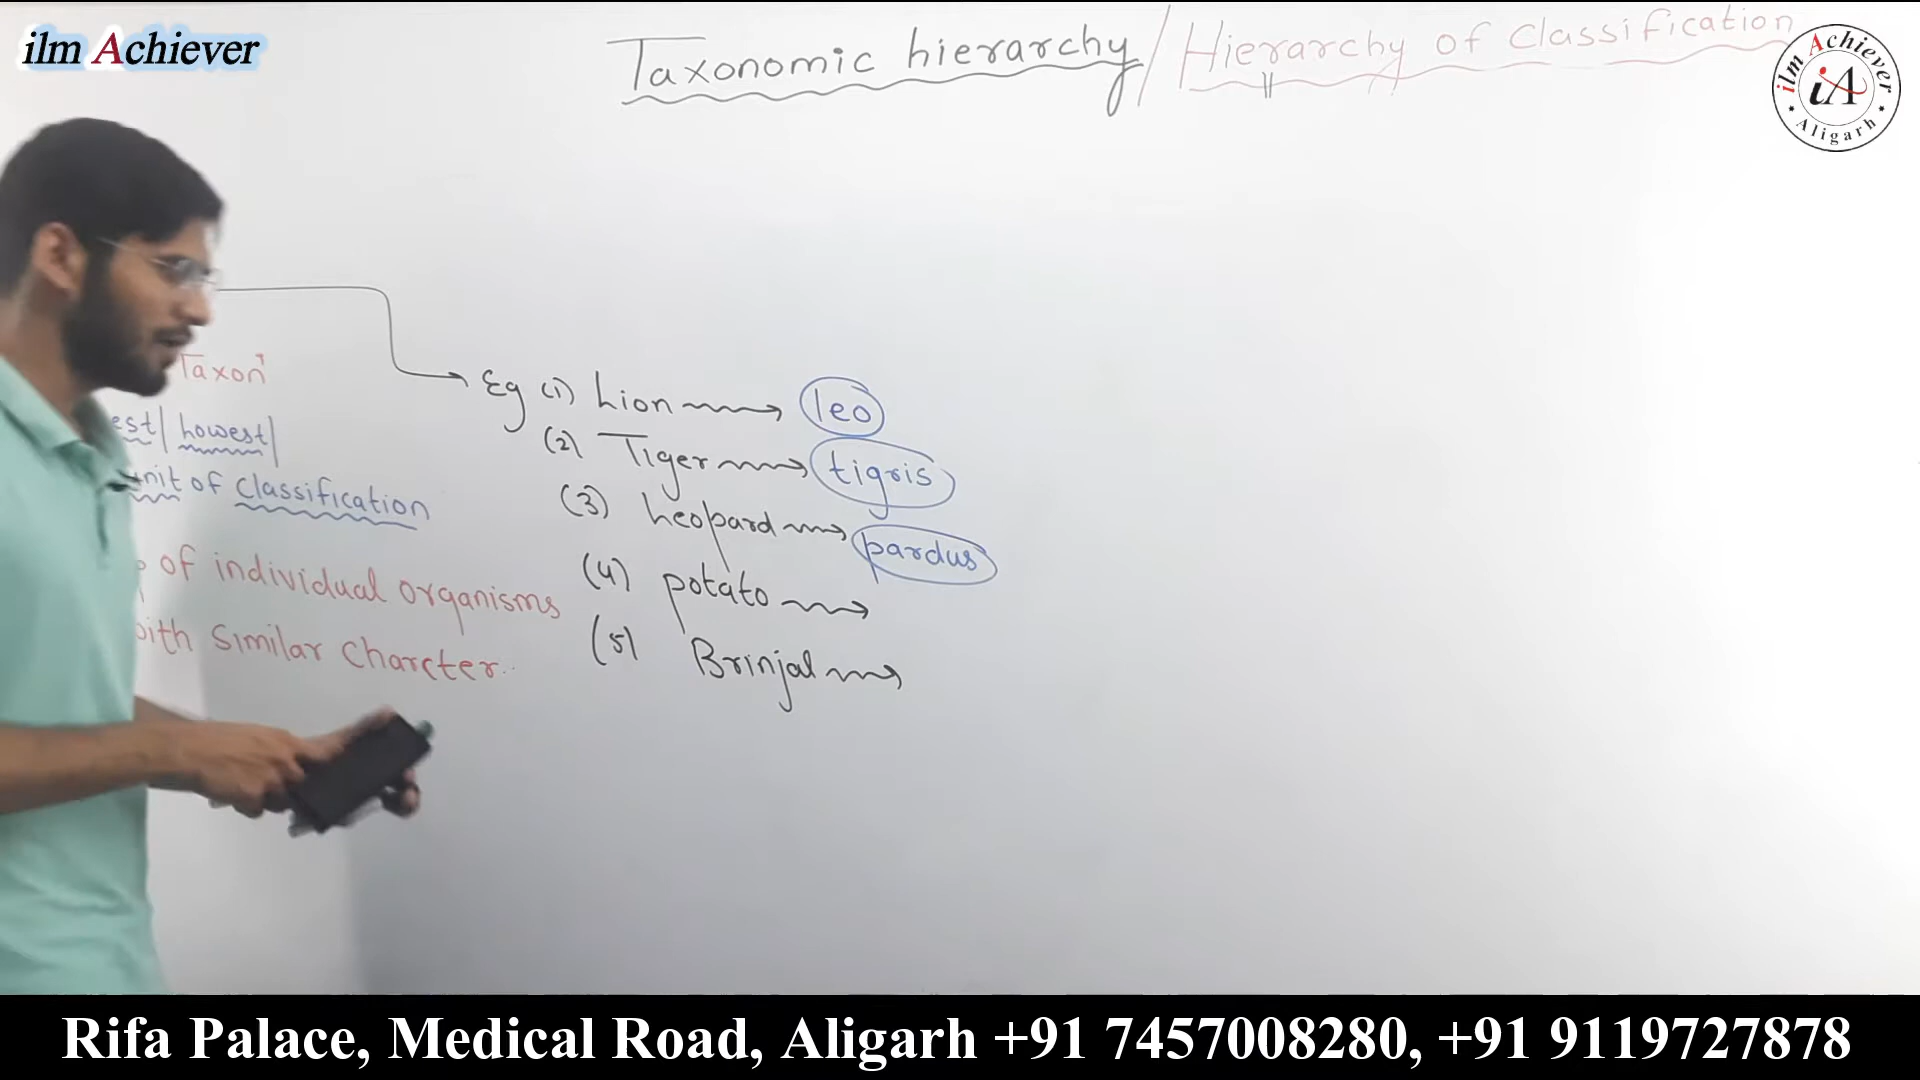 ilm Achiever
Taxonomic hierarchy / Hierarchy of Classification
ilm Achiever
iA
Aligarh
Taxon
est | Lowest |
unit of classification
of individual organisms
with Similar Charcter.
Eg (1) Lion → leo
(2) Tiger → tigris
(3) Leopard → pardus
(4) potato →
(5) Brinjal →
Rifa Palace, Medical Road, Aligarh +91 7457008280, +91 9119727878